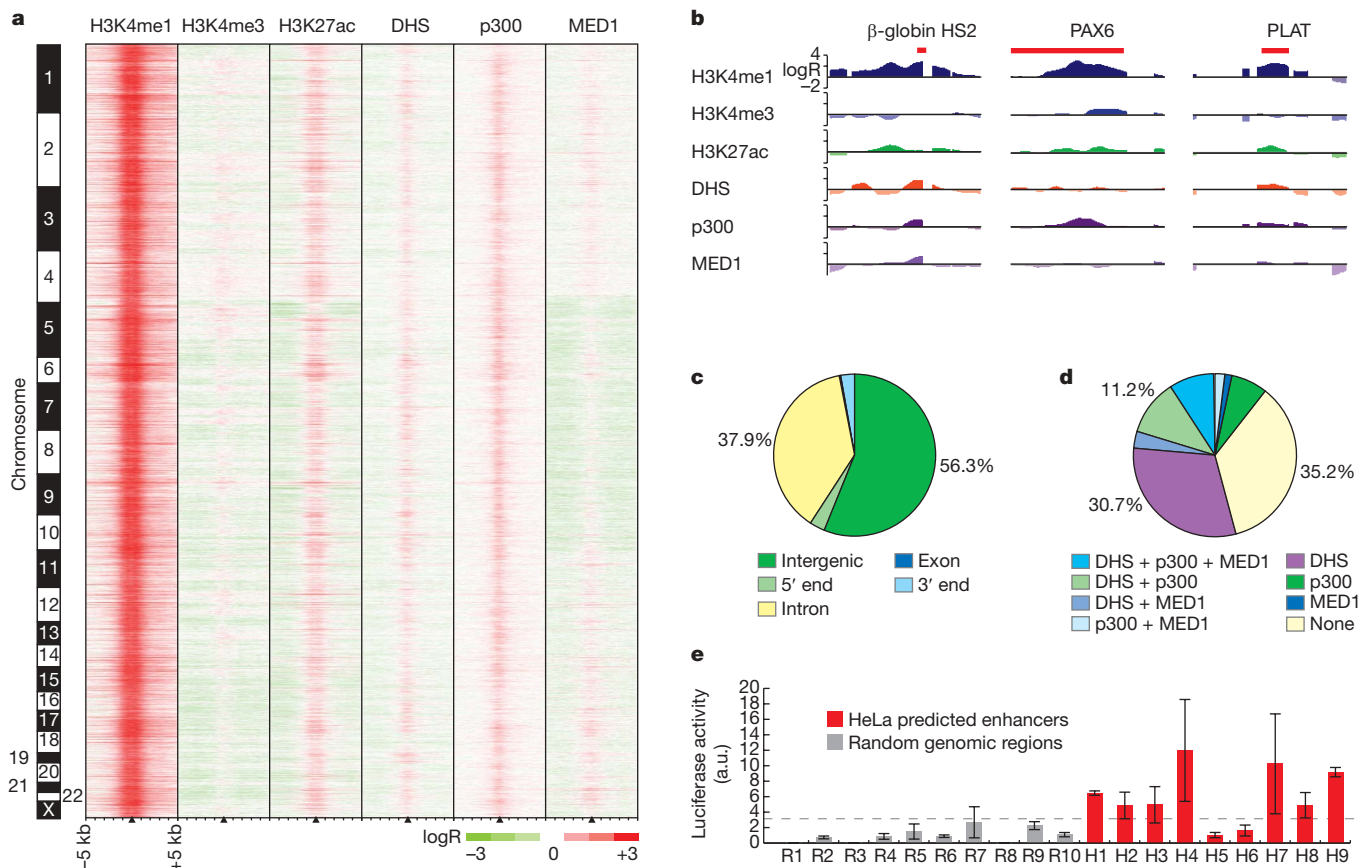 a
H3K4me1 H3K4me3 H3K27ac DHS p300 MED1
Chromosome
1
2
3
4
5
6
7
8
9
10
11
12
13
14
15
16
17
18
19
20
21
22
X
−5 kb
+5 kb
logR
−3 0 +3
b
β-globin HS2 PAX6 PLAT
4
logR
−2
H3K4me1
H3K4me3
H3K27ac
DHS
p300
MED1
c
37.9%
56.3%
Intergenic Exon
5′ end 3′ end
Intron
d
11.2%
30.7%
35.2%
DHS + p300 + MED1 DHS
DHS + p300 p300
DHS + MED1 MED1
p300 + MED1 None
e
Luciferase activity
(a.u.)
20
18
16
14
12
10
8
6
4
2
0
HeLa predicted enhancers
Random genomic regions
R1 R2 R3 R4 R5 R6 R7 R8 R9 R10 H1 H2 H3 H4 H5 H6 H7 H8 H9